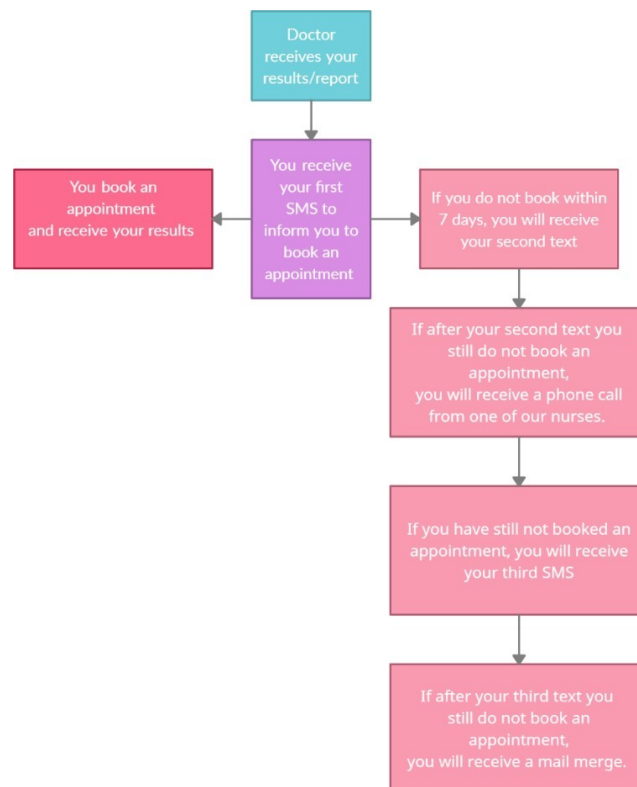 Doctor
receives your
results/report
You receive
your first
SMS to
inform you to
book an
appointment
You book an
appointment
and receive your results
If you do not book within
7 days, you will receive
your second text
If after your second text you
still do not book an
appointment,
you will receive a phone call
from one of our nurses.
If you have still not booked an
appointment, you will receive
your third SMS
If after your third text you
still do not book an
appointment,
you will receive a mail merge.